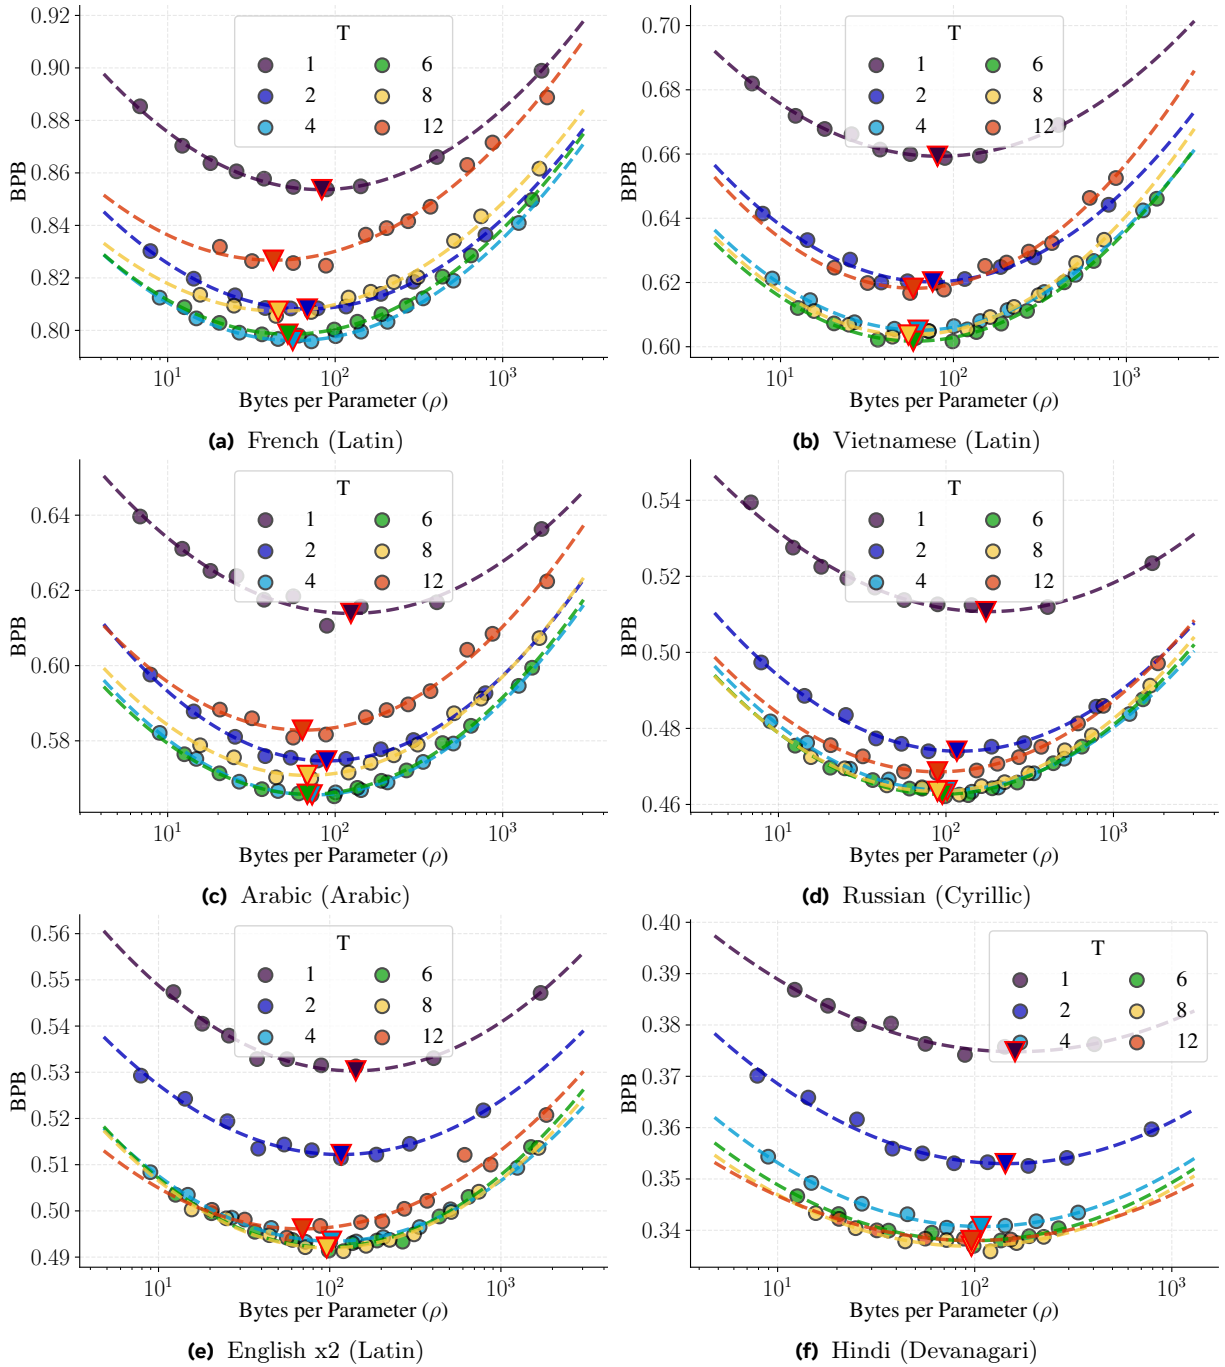 0.92
0.90
0.88
0.86
0.84
0.82
0.80
BPB
T
1 6
2 8
4 12
10¹ 10² 10³
Bytes per Parameter (ρ)
(a) French (Latin)
0.70
0.68
0.66
0.64
0.62
0.60
BPB
T
1 6
2 8
4 12
10¹ 10² 10³
Bytes per Parameter (ρ)
(b) Vietnamese (Latin)
0.64
0.62
0.60
0.58
BPB
T
1 6
2 8
4 12
10¹ 10² 10³
Bytes per Parameter (ρ)
(c) Arabic (Arabic)
0.54
0.52
0.50
0.48
0.46
BPB
T
1 6
2 8
4 12
10¹ 10² 10³
Bytes per Parameter (ρ)
(d) Russian (Cyrillic)
0.56
0.55
0.54
0.53
0.52
0.51
0.50
0.49
BPB
T
1 6
2 8
4 12
10¹ 10² 10³
Bytes per Parameter (ρ)
(e) English x2 (Latin)
0.40
0.39
0.38
0.37
0.36
0.35
0.34
BPB
T
1 6
2 8
4 12
10¹ 10² 10³
Bytes per Parameter (ρ)
(f) Hindi (Devanagari)